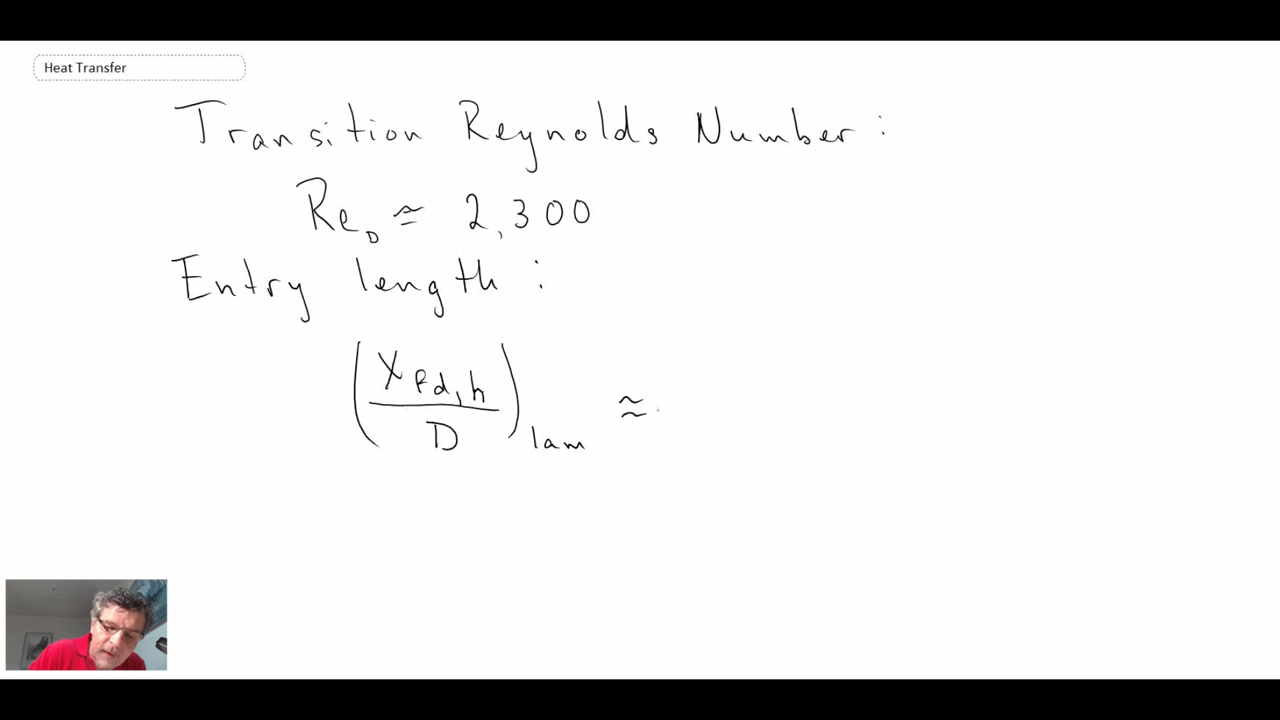 Heat Transfer
Transition Reynolds Number :
Re_D ≃ 2,300
Entry length :
(x_fd,h / D)_lam ≈